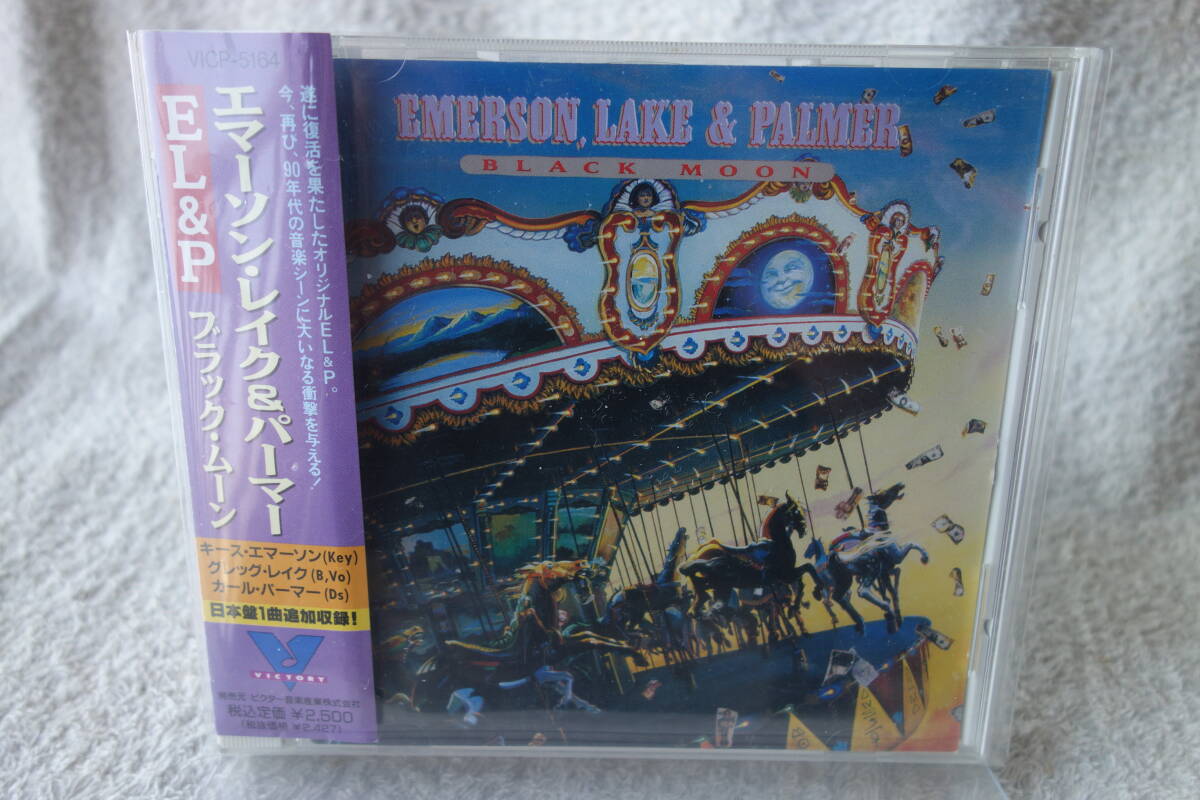 VICP-5164
遂に復活を果たしたオリジナルEL&P。
今、再び、90年代の音楽シーンに大いなる衝撃を与える!
エマーソン・レイク&パーマー
EL&P
ブラック・ムーン
キース・エマーソン(Key)
グレッグ・レイク(B,Vo)
カール・パーマー(Ds)
日本盤1曲追加収録!
VICTORY
発売元 ビクター音楽産業株式会社
税込定価 ¥2,500
(税抜価格 ¥2,427)
EMERSON, LAKE & PALMER
BLACK MOON